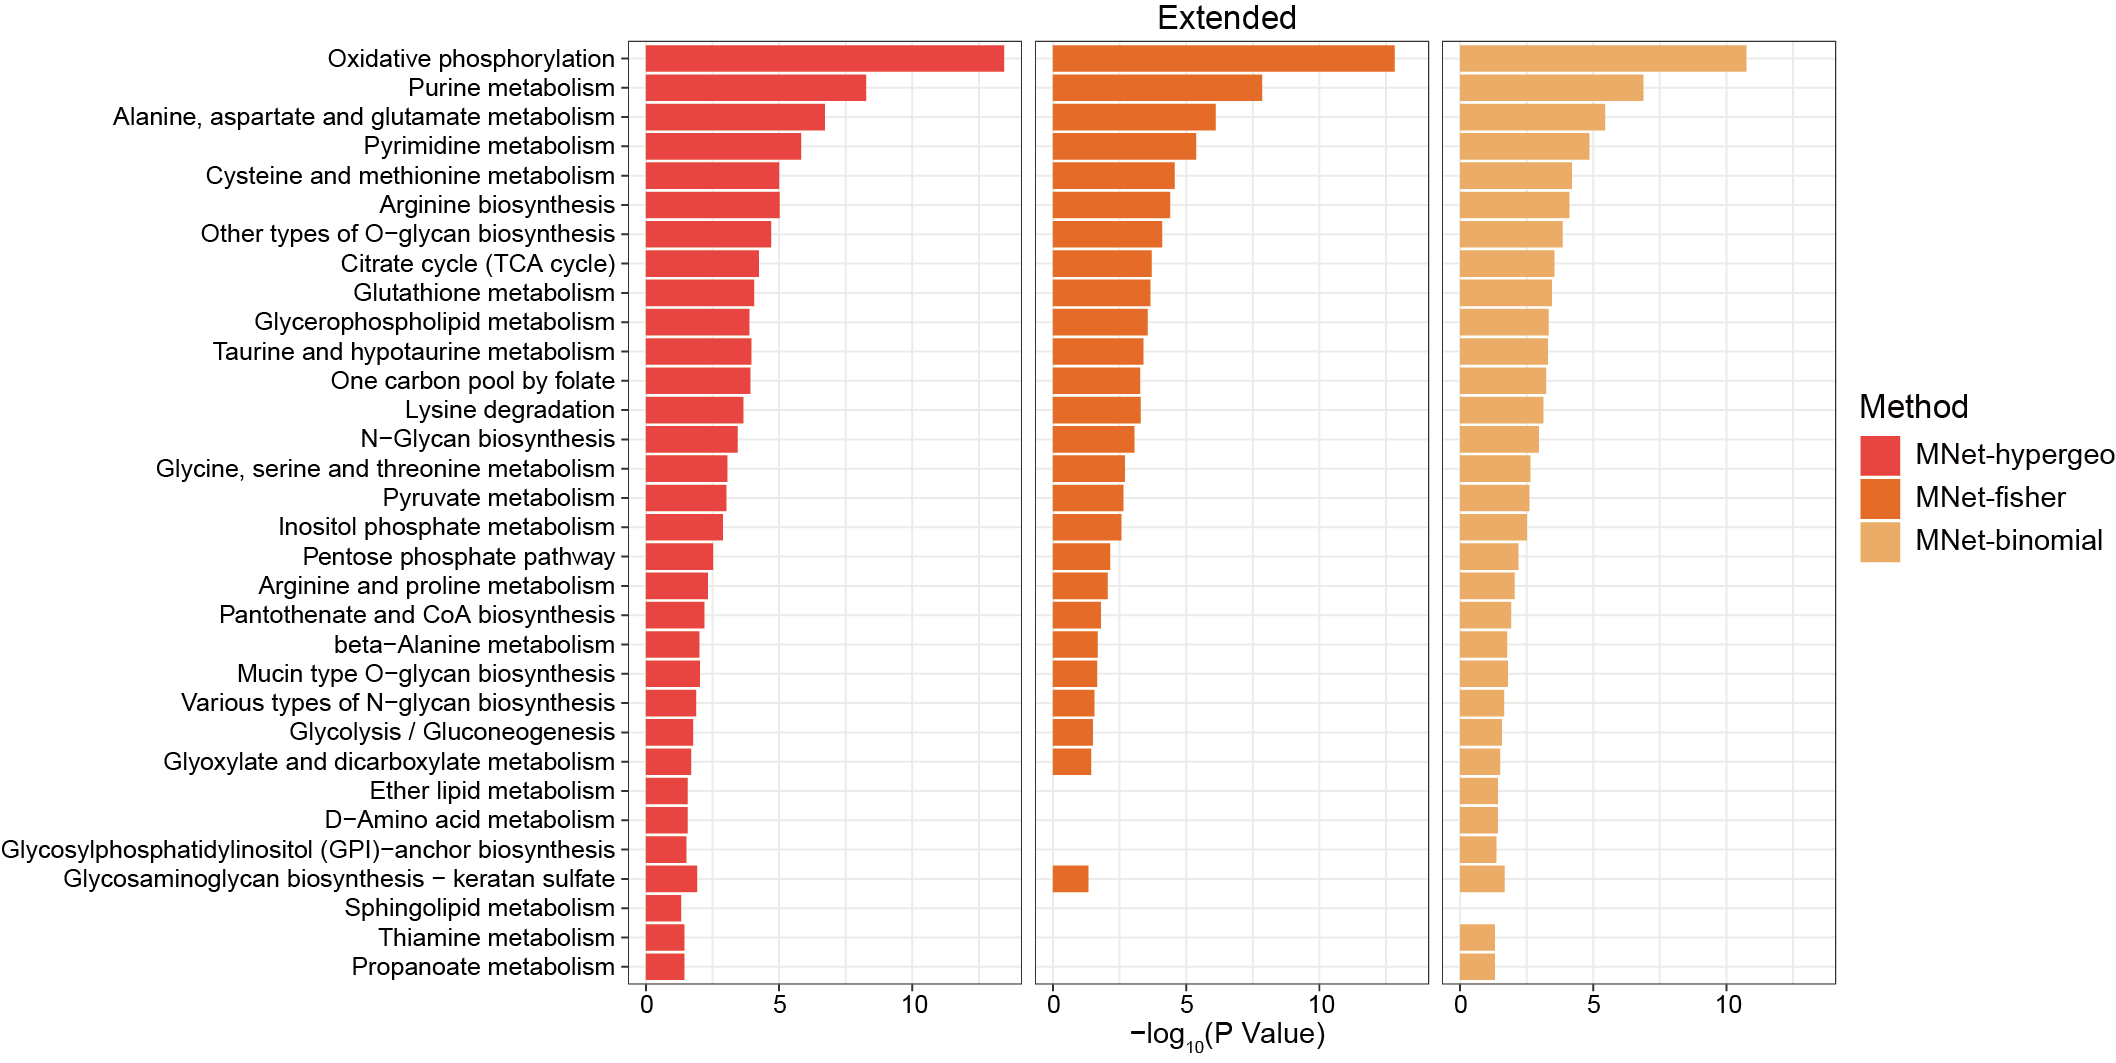 Extended
Oxidative phosphorylation
Purine metabolism
Alanine, aspartate and glutamate metabolism
Pyrimidine metabolism
Cysteine and methionine metabolism
Arginine biosynthesis
Other types of O−glycan biosynthesis
Citrate cycle (TCA cycle)
Glutathione metabolism
Glycerophospholipid metabolism
Taurine and hypotaurine metabolism
One carbon pool by folate
Lysine degradation
N−Glycan biosynthesis
Glycine, serine and threonine metabolism
Pyruvate metabolism
Inositol phosphate metabolism
Pentose phosphate pathway
Arginine and proline metabolism
Pantothenate and CoA biosynthesis
beta−Alanine metabolism
Mucin type O−glycan biosynthesis
Various types of N−glycan biosynthesis
Glycolysis / Gluconeogenesis
Glyoxylate and dicarboxylate metabolism
Ether lipid metabolism
D−Amino acid metabolism
Glycosylphosphatidylinositol (GPI)−anchor biosynthesis
Glycosaminoglycan biosynthesis − keratan sulfate
Sphingolipid metabolism
Thiamine metabolism
Propanoate metabolism
0 5 10 0 5 10 0 5 10
−log10(P Value)
Method
MNet-hypergeo
MNet-fisher
MNet-binomial